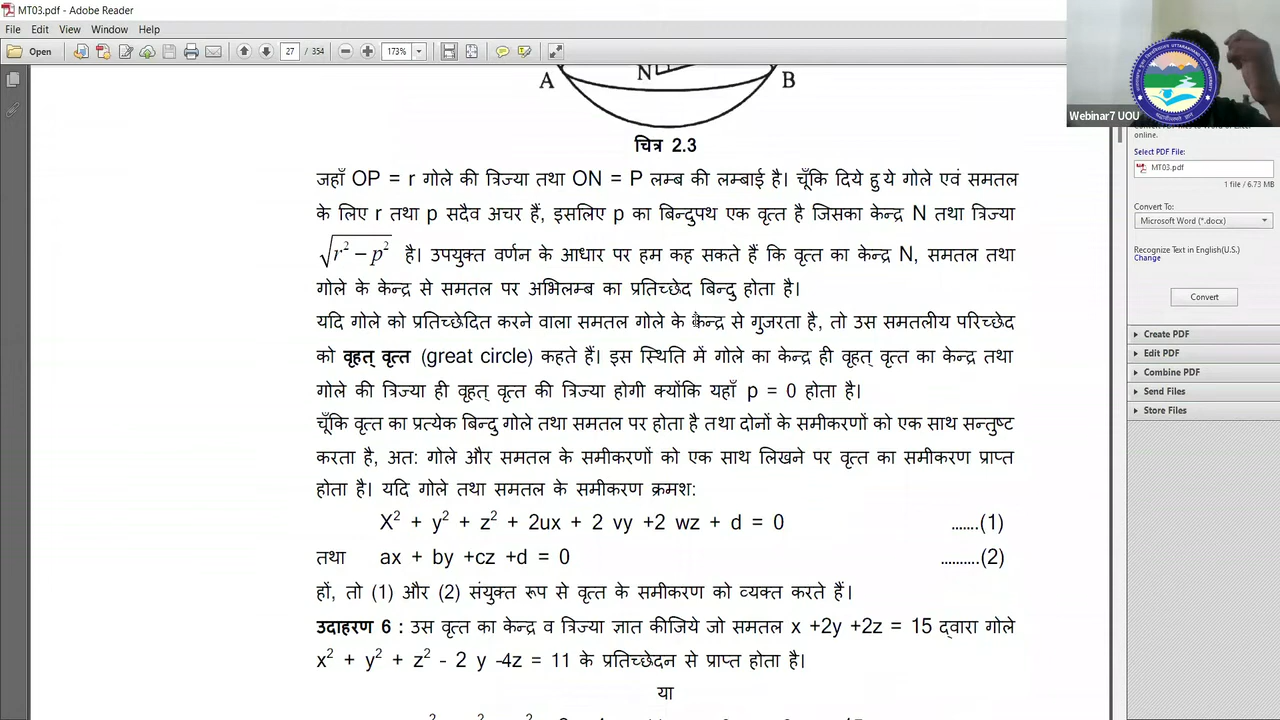 MT03.pdf - Adobe Reader
File Edit View Window Help
Open 27 / 354 173%
A N B
चित्र 2.3
जहाँ OP = r गोले की त्रिज्या तथा ON = P लम्ब की लम्बाई है। चूँकि दिये हुये गोले एवं समतल
के लिए r तथा p सदैव अचर हैं, इसलिए p का बिन्दुपथ एक वृत्त है जिसका केन्द्र N तथा त्रिज्या
√r² – p² है। उपयुक्त वर्णन के आधार पर हम कह सकते हैं कि वृत्त का केन्द्र N, समतल तथा
गोले के केन्द्र से समतल पर अभिलम्ब का प्रतिच्छेद बिन्दु होता है।
यदि गोले को प्रतिच्छेदित करने वाला समतल गोले के केन्द्र से गुजरता है, तो उस समतलीय परिच्छेद
को वृहत् वृत्त (great circle) कहते हैं। इस स्थिति में गोले का केन्द्र ही वृहत् वृत्त का केन्द्र तथा
गोले की त्रिज्या ही वृहत् वृत्त की त्रिज्या होगी क्योंकि यहाँ p = 0 होता है।
चूँकि वृत्त का प्रत्येक बिन्दु गोले तथा समतल पर होता है तथा दोनों के समीकरणों को एक साथ सन्तुष्ट
करता है, अत: गोले और समतल के समीकरणों को एक साथ लिखने पर वृत्त का समीकरण प्राप्त
होता है। यदि गोले तथा समतल के समीकरण क्रमश:
X² + y² + z² + 2ux + 2 vy +2 wz + d = 0 .......(1)
तथा ax + by +cz +d = 0 ..........(2)
हों, तो (1) और (2) संयुक्त रूप से वृत्त के समीकरण को व्यक्त करते हैं।
उदाहरण 6 : उस वृत्त का केन्द्र व त्रिज्या ज्ञात कीजिये जो समतल x +2y +2z = 15 द्वारा गोले
x² + y² + z² - 2 y -4z = 11 के प्रतिच्छेदन से प्राप्त होता है।
या
Webinar7 UOU
online.
Select PDF File:
MT03.pdf
1 file / 6.73 MB
Convert To:
Microsoft Word (*.docx)
Recognize Text in English(U.S.)
Change
Convert
Create PDF
Edit PDF
Combine PDF
Send Files
Store Files